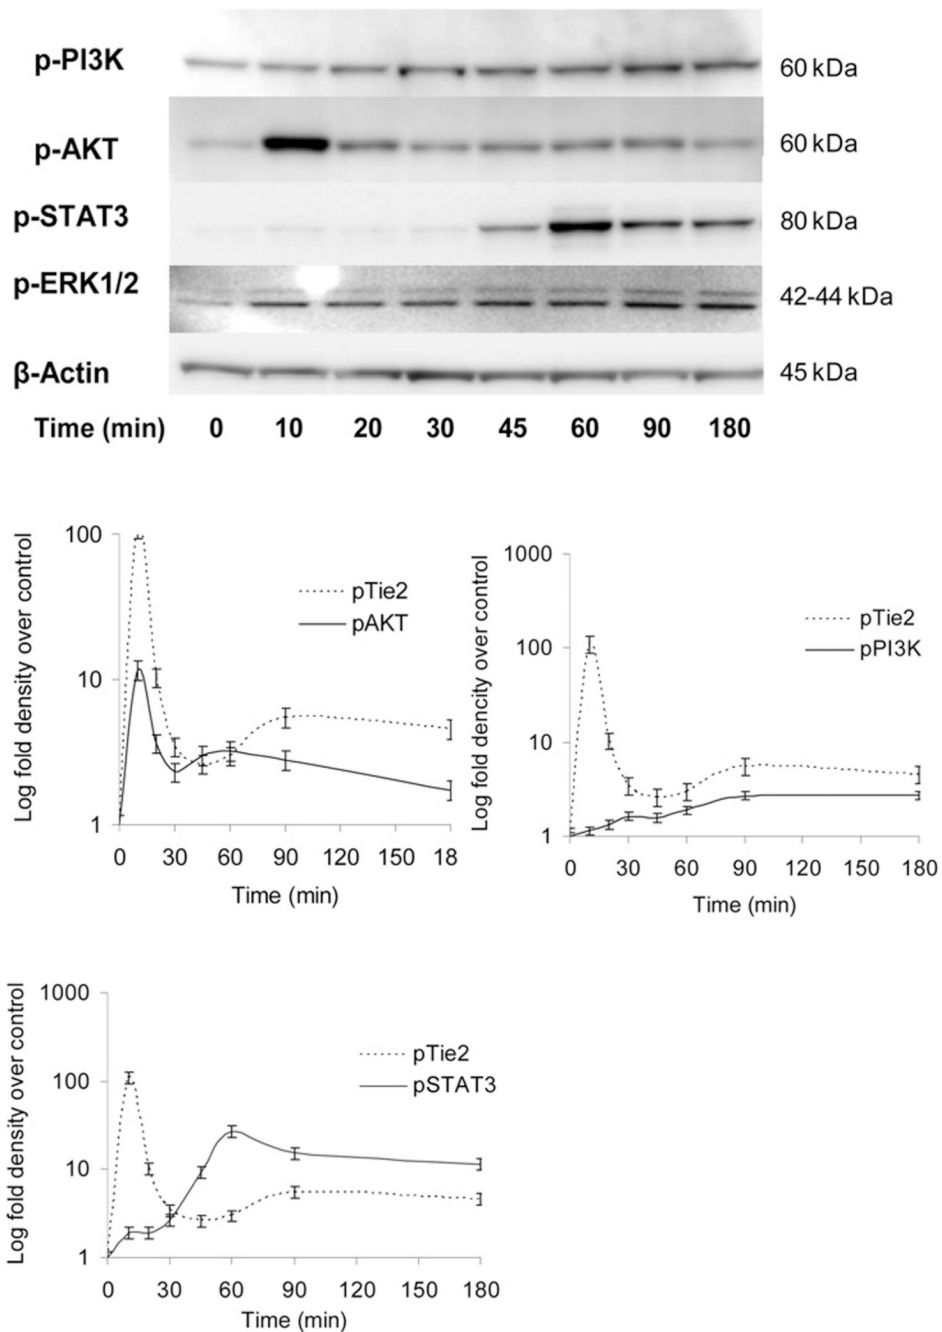 p-PI3K 60 kDa
p-AKT 60 kDa
p-STAT3 80 kDa
p-ERK1/2 42-44 kDa
β-Actin 45 kDa
Time (min) 0 10 20 30 45 60 90 180
Log fold density over control
100
10
1
pTie2
pAKT
0 30 60 90 120 150 18
Time (min)
Log fold dencity over control
1000
100
10
1
pTie2
pPI3K
0 30 60 90 120 150 180
Time (min)
Log fold density over control
1000
100
10
1
pTie2
pSTAT3
0 30 60 90 120 150 180
Time (min)